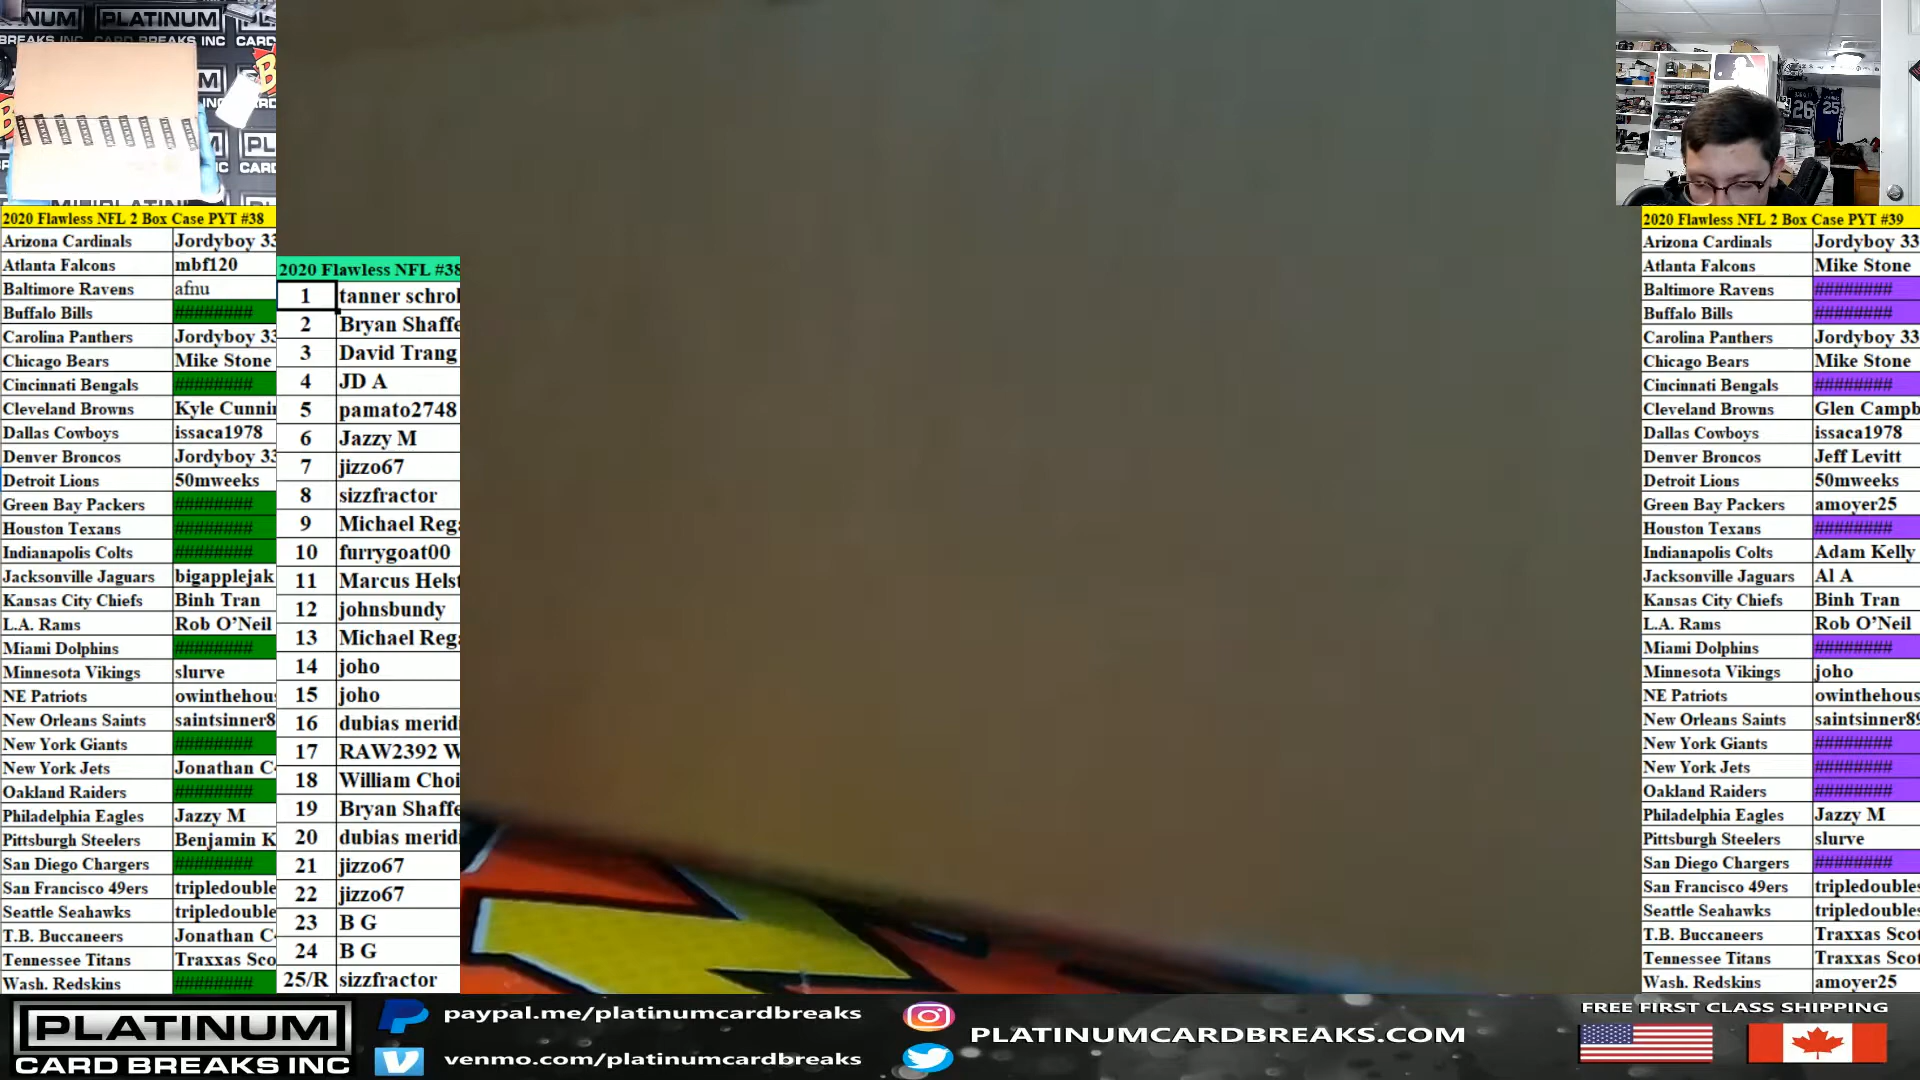 PLATINUM
CARD BREAKS INC
2020 Flawless NFL 2 Box Case PYT #38
Arizona Cardinals Jordyboy 33
Atlanta Falcons mbf120
Baltimore Ravens afnu
Buffalo Bills ########
Carolina Panthers Jordyboy 33
Chicago Bears Mike Stone
Cincinnati Bengals ########
Cleveland Browns Kyle Cunnin
Dallas Cowboys issaca1978
Denver Broncos Jordyboy 33
Detroit Lions 50mweeks
Green Bay Packers ########
Houston Texans ########
Indianapolis Colts ########
Jacksonville Jaguars bigapplejak
Kansas City Chiefs Binh Tran
L.A. Rams Rob O’Neil
Miami Dolphins ########
Minnesota Vikings slurve
NE Patriots owinthehou
New Orleans Saints saintsinner8
New York Giants ########
New York Jets Jonathan C
Oakland Raiders ########
Philadelphia Eagles Jazzy M
Pittsburgh Steelers Benjamin K
San Diego Chargers ########
San Francisco 49ers tripledouble
Seattle Seahawks tripledouble
T.B. Buccaneers Jonathan C
Tennessee Titans Traxxas Sco
Wash. Redskins ########
2020 Flawless NFL #38
1 tanner schro
2 Bryan Shaffe
3 David Trang
4 JD A
5 pamato2748
6 Jazzy M
7 jizzo67
8 sizzfractor
9 Michael Reg
10 furrygoat00
11 Marcus Helst
12 johnsbundy
13 Michael Reg
14 joho
15 joho
16 dubias merid
17 RAW2392 W
18 William Choi
19 Bryan Shaffe
20 dubias merid
21 jizzo67
22 jizzo67
23 B G
24 B G
25/R sizzfractor
26 25
2020 Flawless NFL 2 Box Case PYT #39
Arizona Cardinals Jordyboy 33
Atlanta Falcons Mike Stone
Baltimore Ravens ########
Buffalo Bills ########
Carolina Panthers Jordyboy 33
Chicago Bears Mike Stone
Cincinnati Bengals ########
Cleveland Browns Glen Campb
Dallas Cowboys issaca1978
Denver Broncos Jeff Levitt
Detroit Lions 50mweeks
Green Bay Packers amoyer25
Houston Texans ########
Indianapolis Colts Adam Kelly
Jacksonville Jaguars Al A
Kansas City Chiefs Binh Tran
L.A. Rams Rob O’Neil
Miami Dolphins ########
Minnesota Vikings joho
NE Patriots owinthehous
New Orleans Saints saintsinner89
New York Giants ########
New York Jets ########
Oakland Raiders ########
Philadelphia Eagles Jazzy M
Pittsburgh Steelers slurve
San Diego Chargers ########
San Francisco 49ers tripledoubles
Seattle Seahawks tripledoubles
T.B. Buccaneers Traxxas Scot
Tennessee Titans Traxxas Scot
Wash. Redskins amoyer25
PLATINUM
CARD BREAKS INC
paypal.me/platinumcardbreaks
venmo.com/platinumcardbreaks
PLATINUMCARDBREAKS.COM
FREE FIRST CLASS SHIPPING